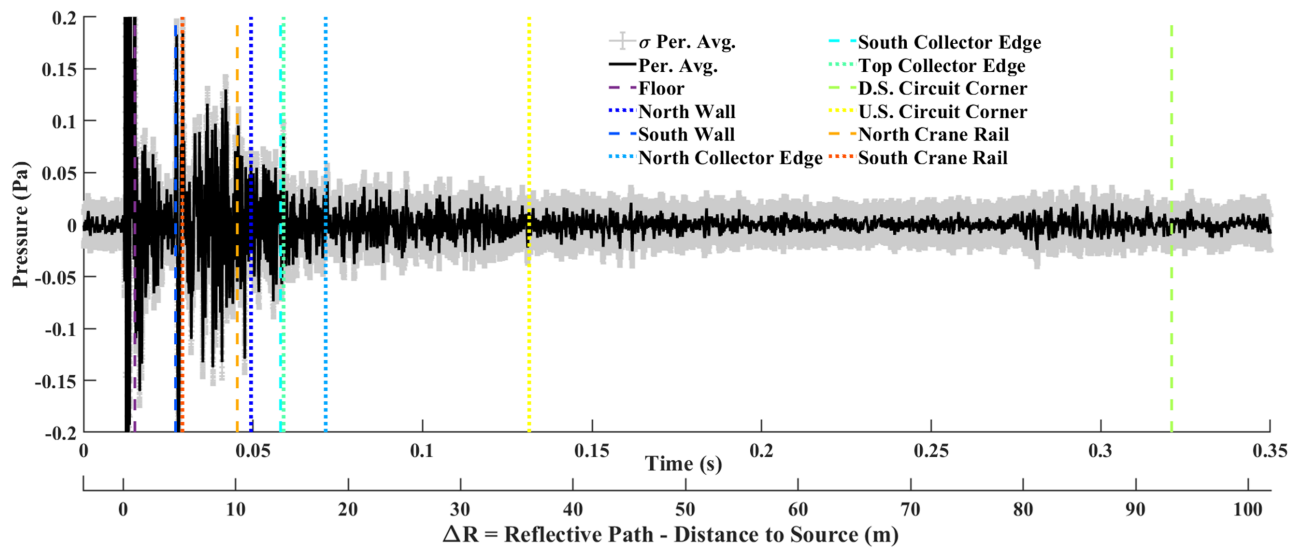 0.2
0.15
0.1
0.05
0
-0.05
-0.1
-0.15
-0.2
Pressure (Pa)
σ Per. Avg.
Per. Avg.
Floor
North Wall
South Wall
North Collector Edge
South Collector Edge
Top Collector Edge
D.S. Circuit Corner
U.S. Circuit Corner
North Crane Rail
South Crane Rail
0 0.05 0.1 0.15 0.2 0.25 0.3 0.35
Time (s)
0 10 20 30 40 50 60 70 80 90 100
ΔR = Reflective Path - Distance to Source (m)